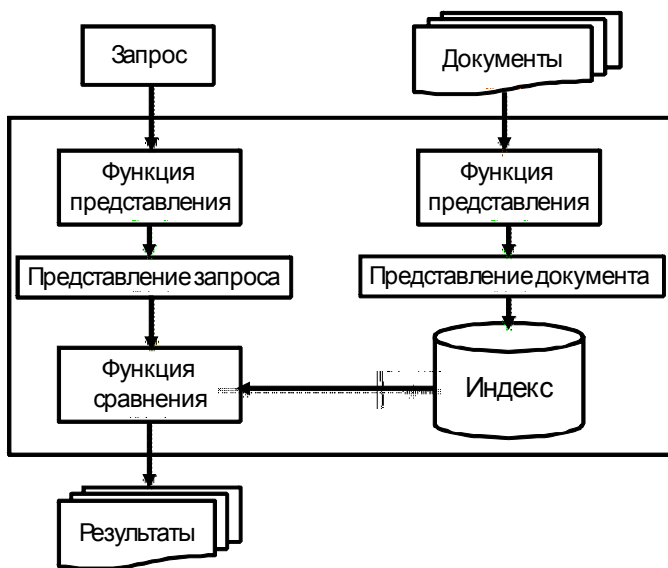 Запрос
Документы
Функция
представления
Функция
представления
Представление запроса
Представление документа
Функция
сравнения
Индекс
Результаты